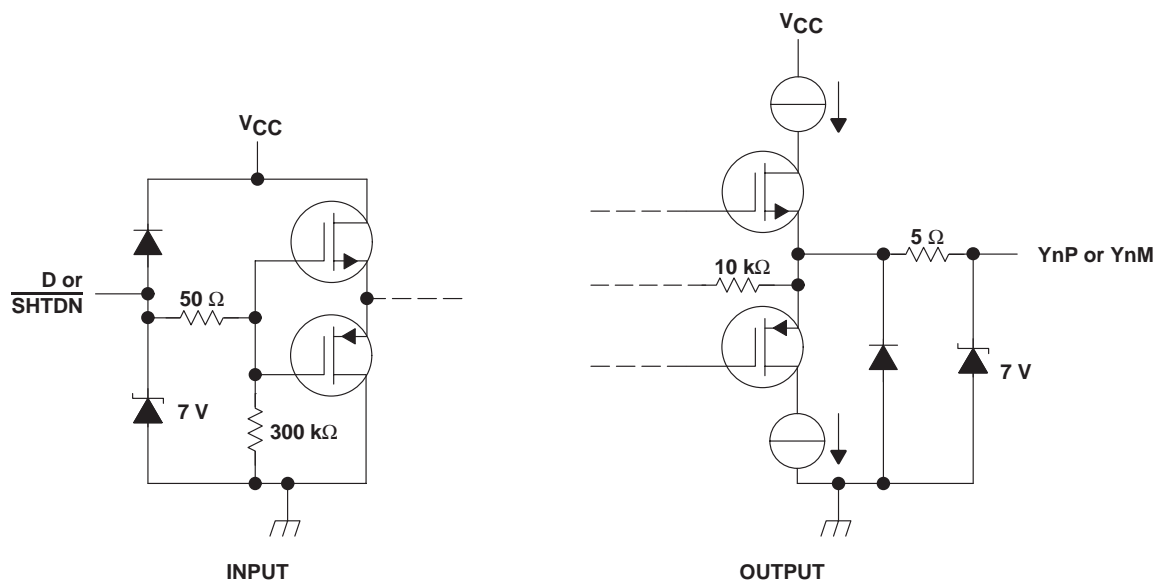 VCC
D or
SHTDN
50 Ω
7 V
300 kΩ
INPUT
VCC
10 kΩ
5 Ω
YnP or YnM
7 V
OUTPUT